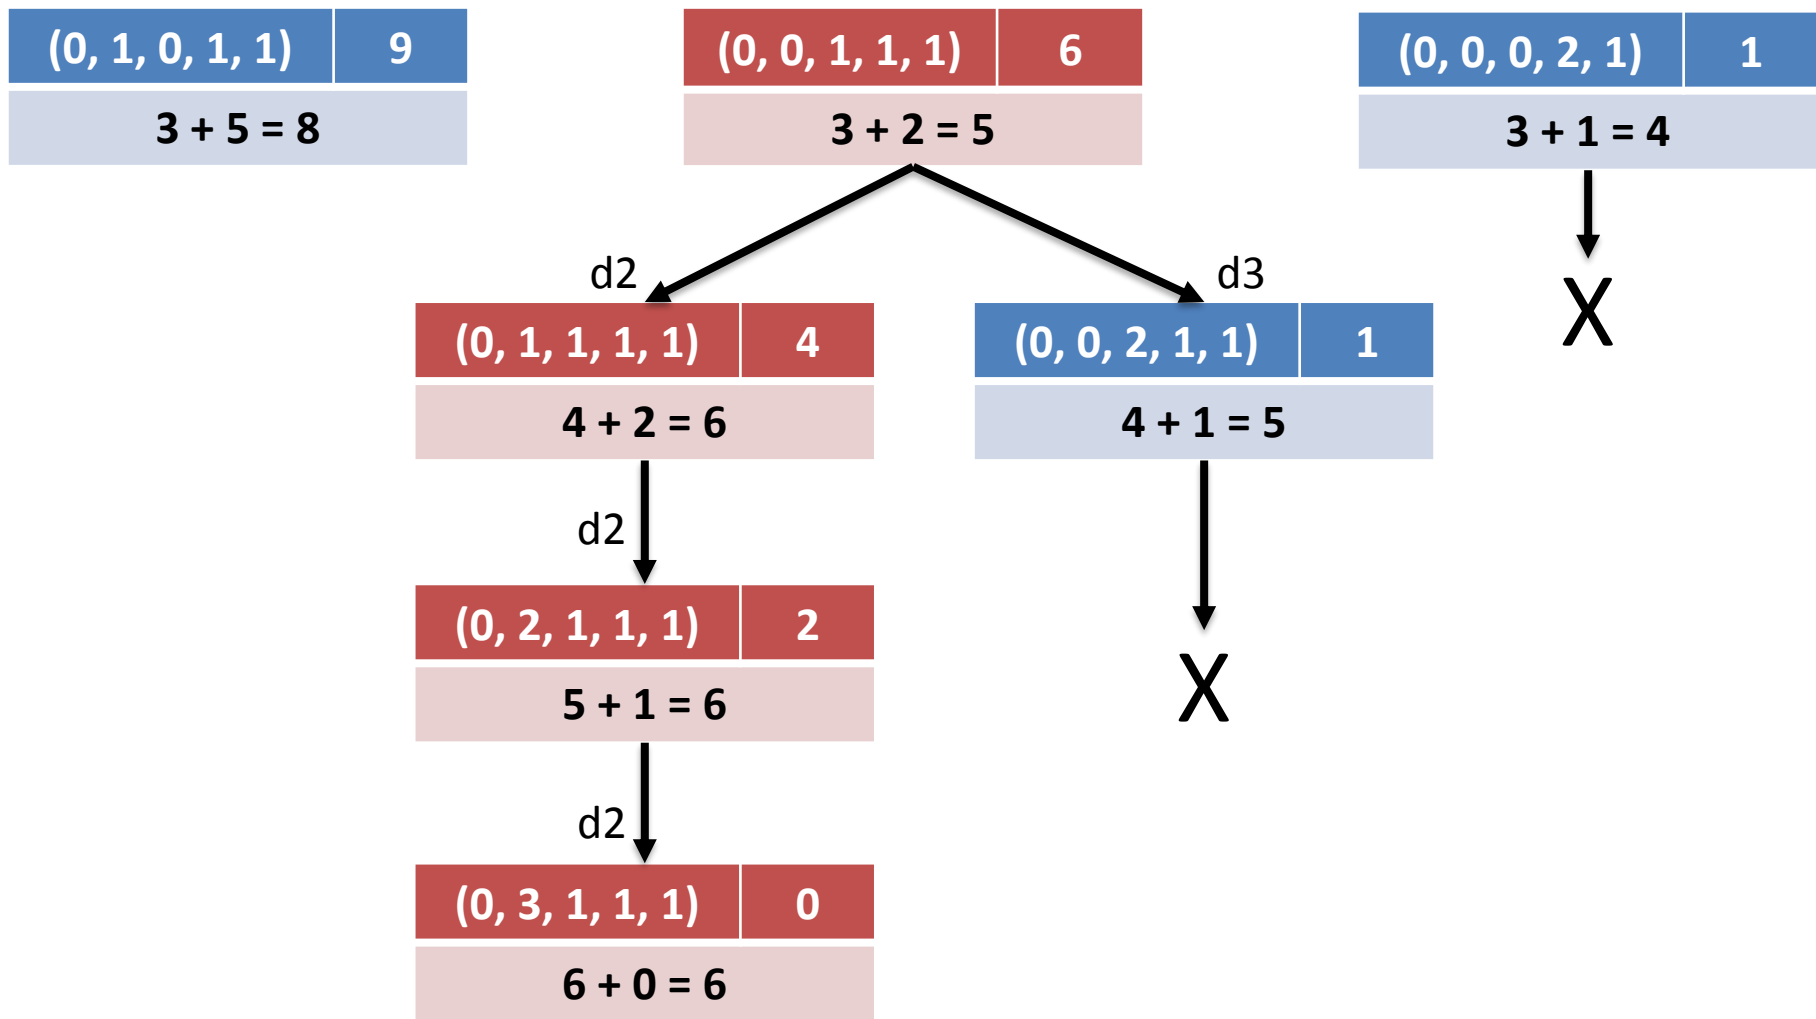 (0, 1, 0, 1, 1) 9
3 + 5 = 8
(0, 0, 1, 1, 1) 6
3 + 2 = 5
(0, 0, 0, 2, 1) 1
3 + 1 = 4
X
d2
d3
(0, 1, 1, 1, 1) 4
4 + 2 = 6
(0, 0, 2, 1, 1) 1
4 + 1 = 5
X
d2
(0, 2, 1, 1, 1) 2
5 + 1 = 6
d2
(0, 3, 1, 1, 1) 0
6 + 0 = 6